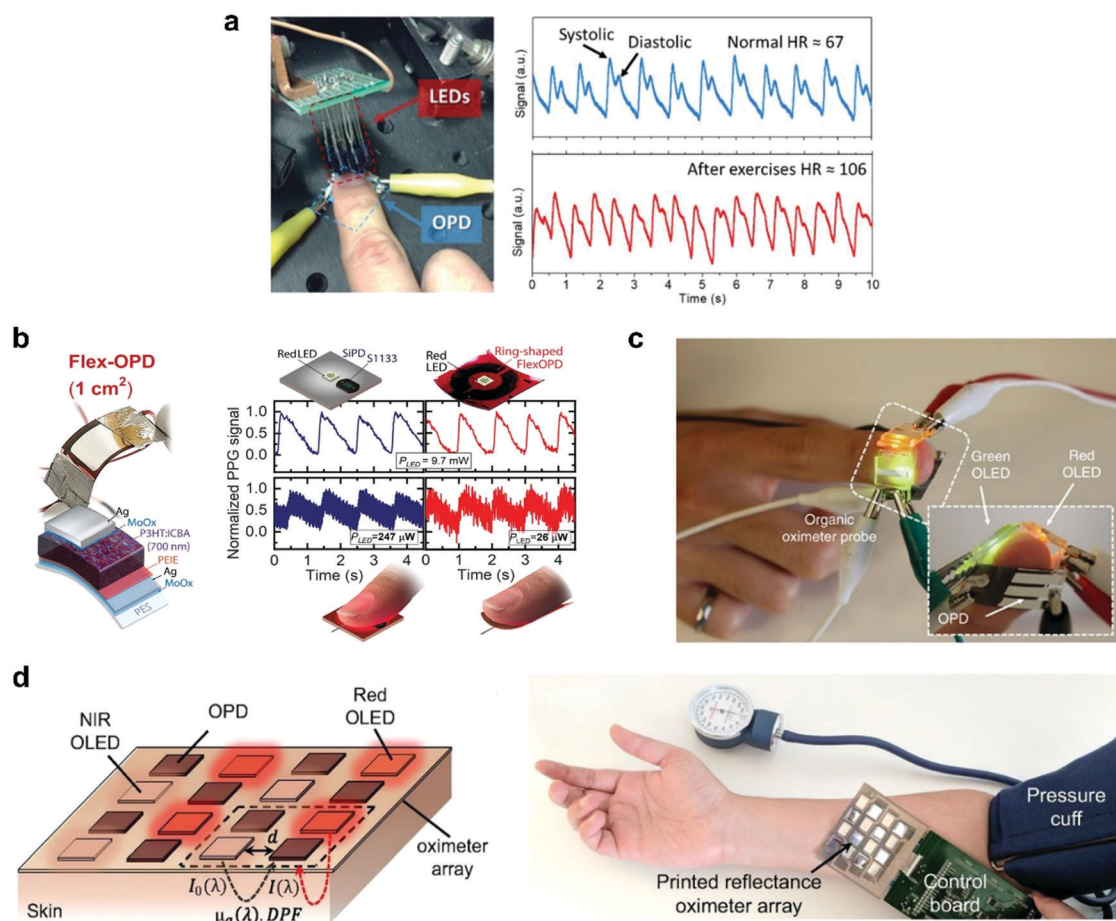 a
LEDs
OPD
Systolic
Diastolic
Normal HR ≈ 67
Signal (a.u.)
After exercises HR ≈ 106
Signal (a.u.)
0 1 2 3 4 5 6 7 8 9 10
Time (s)
b
Flex-OPD
(1 cm²)
Ag
MoOx
P3HT:ICBA
(700 nm)
PEIE
Ag
MoOx
PES
Red LED
SiPD
S1133
Red
LED
Ring-shaped
FlexOPD
Normalized PPG signal
1.0
0.5
0.0
P_LED = 9.7 mW
1.0
0.5
0.0
P_LED=247 μW
P_LED=26 μW
0 1 2 3 4
0 1 2 3 4
Time (s)
Time (s)
c
Green
OLED
Red
OLED
Organic
oximeter probe
OPD
d
NIR
OLED
OPD
Red
OLED
d
oximeter
array
I₀(λ)
I(λ)
Skin
Pressure
cuff
Printed reflectance
oximeter array
Control
board